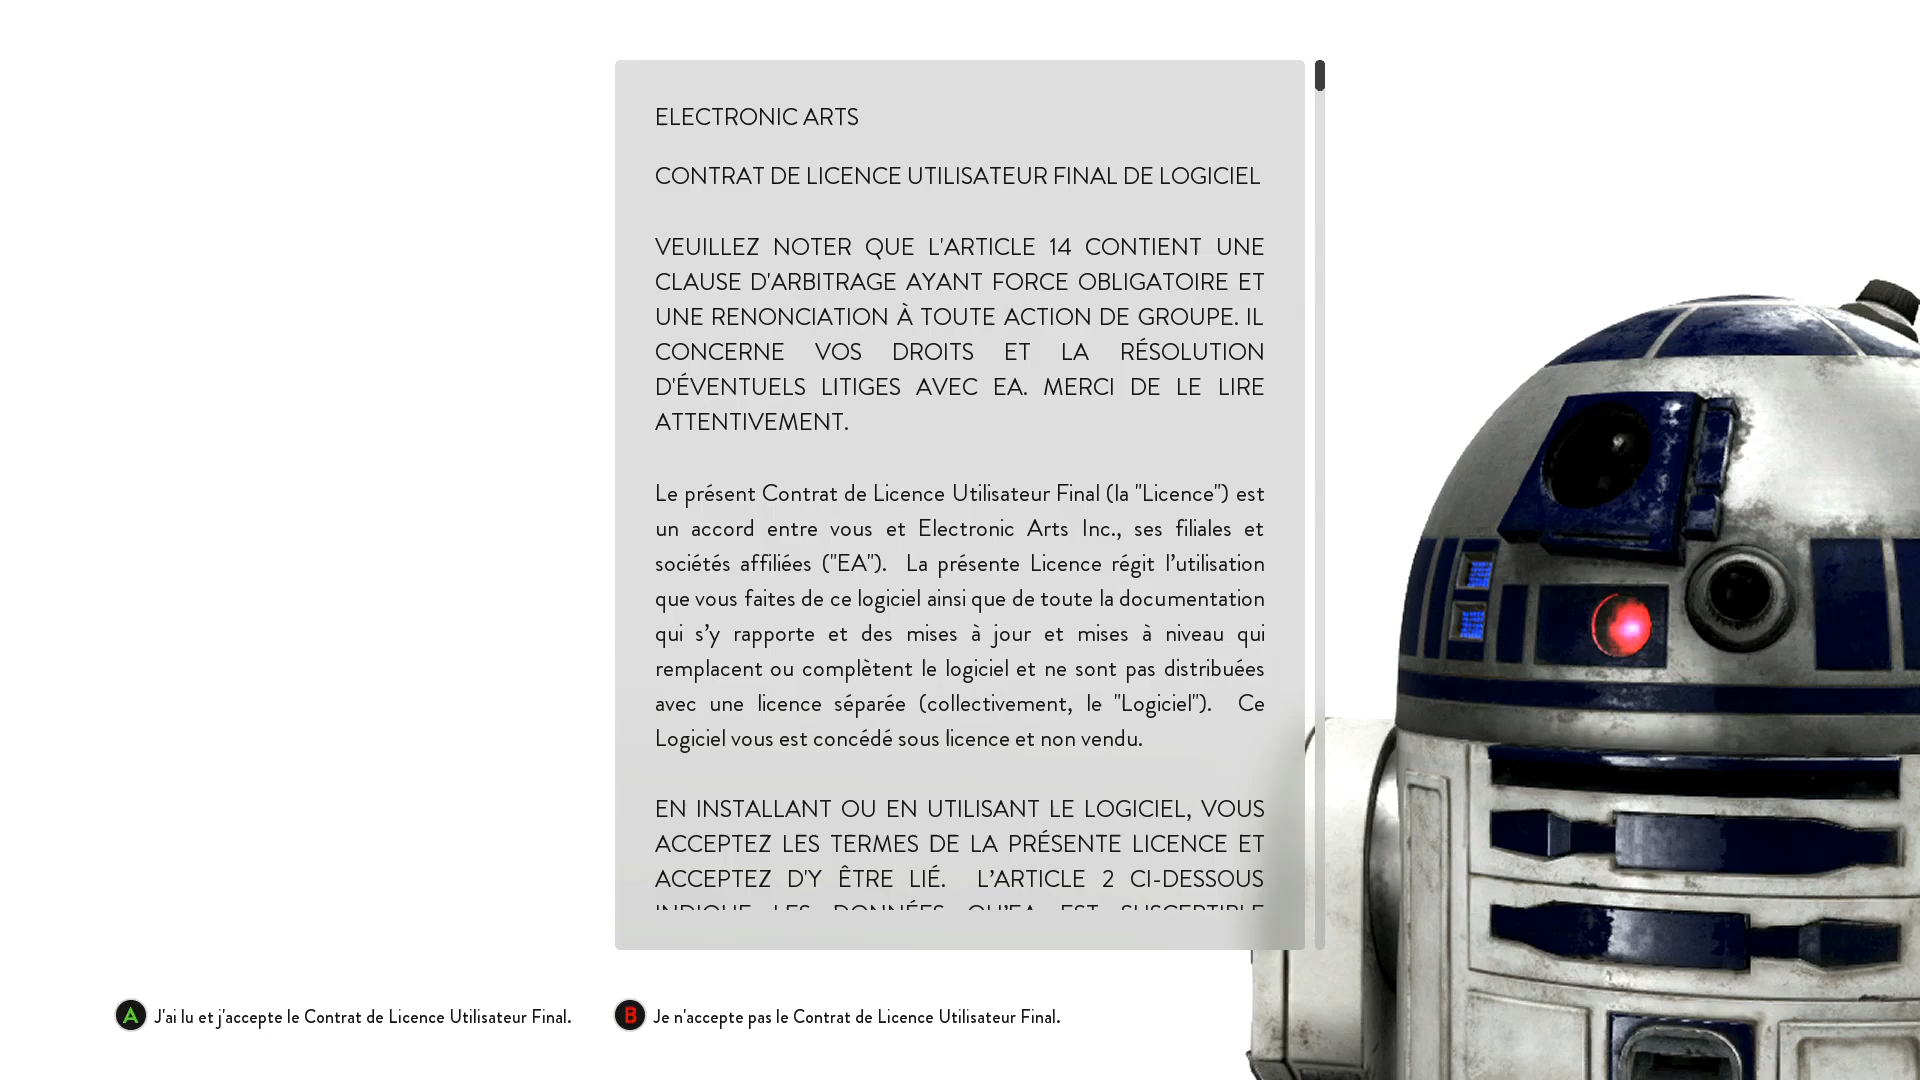 ELECTRONIC ARTS
CONTRAT DE LICENCE UTILISATEUR FINAL DE LOGICIEL
VEUILLEZ NOTER QUE L'ARTICLE 14 CONTIENT UNE
CLAUSE D'ARBITRAGE AYANT FORCE OBLIGATOIRE ET
UNE RENONCIATION À TOUTE ACTION DE GROUPE. IL
CONCERNE VOS DROITS ET LA RÉSOLUTION
D'ÉVENTUELS LITIGES AVEC EA. MERCI DE LE LIRE
ATTENTIVEMENT.
Le présent Contrat de Licence Utilisateur Final (la "Licence") est
un accord entre vous et Electronic Arts Inc., ses filiales et
sociétés affiliées ("EA").  La présente Licence régit l’utilisation
que vous faites de ce logiciel ainsi que de toute la documentation
qui s’y rapporte et des mises à jour et mises à niveau qui
remplacent ou complètent le logiciel et ne sont pas distribuées
avec une licence séparée (collectivement, le "Logiciel").  Ce
Logiciel vous est concédé sous licence et non vendu.
EN INSTALLANT OU EN UTILISANT LE LOGICIEL, VOUS
ACCEPTEZ LES TERMES DE LA PRÉSENTE LICENCE ET
ACCEPTEZ D'Y ÊTRE LIÉ.  L’ARTICLE 2 CI-DESSOUS
INDIQUE LES DONNÉES QU’EA EST SUSCEPTIBLE
A J'ai lu et j'accepte le Contrat de Licence Utilisateur Final.
B Je n'accepte pas le Contrat de Licence Utilisateur Final.